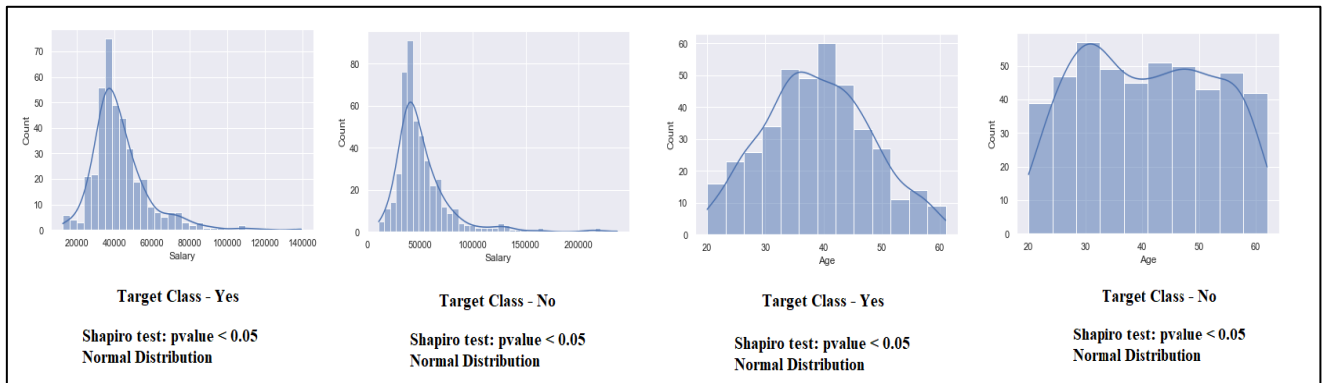 70
60
50
40
30
20
10
0
Count
20000 40000 60000 80000 100000 120000 140000
Salary
Target Class - Yes
Shapiro test: pvalue < 0.05
Normal Distribution
80
60
40
20
0
Count
0 50000 100000 150000 200000
Salary
Target Class - No
Shapiro test: pvalue < 0.05
Normal Distribution
60
50
40
30
20
10
0
Count
20 30 40 50 60
Age
Target Class - Yes
Shapiro test: pvalue < 0.05
Normal Distribution
50
40
30
20
10
0
Count
20 30 40 50 60
Age
Target Class - No
Shapiro test: pvalue < 0.05
Normal Distribution